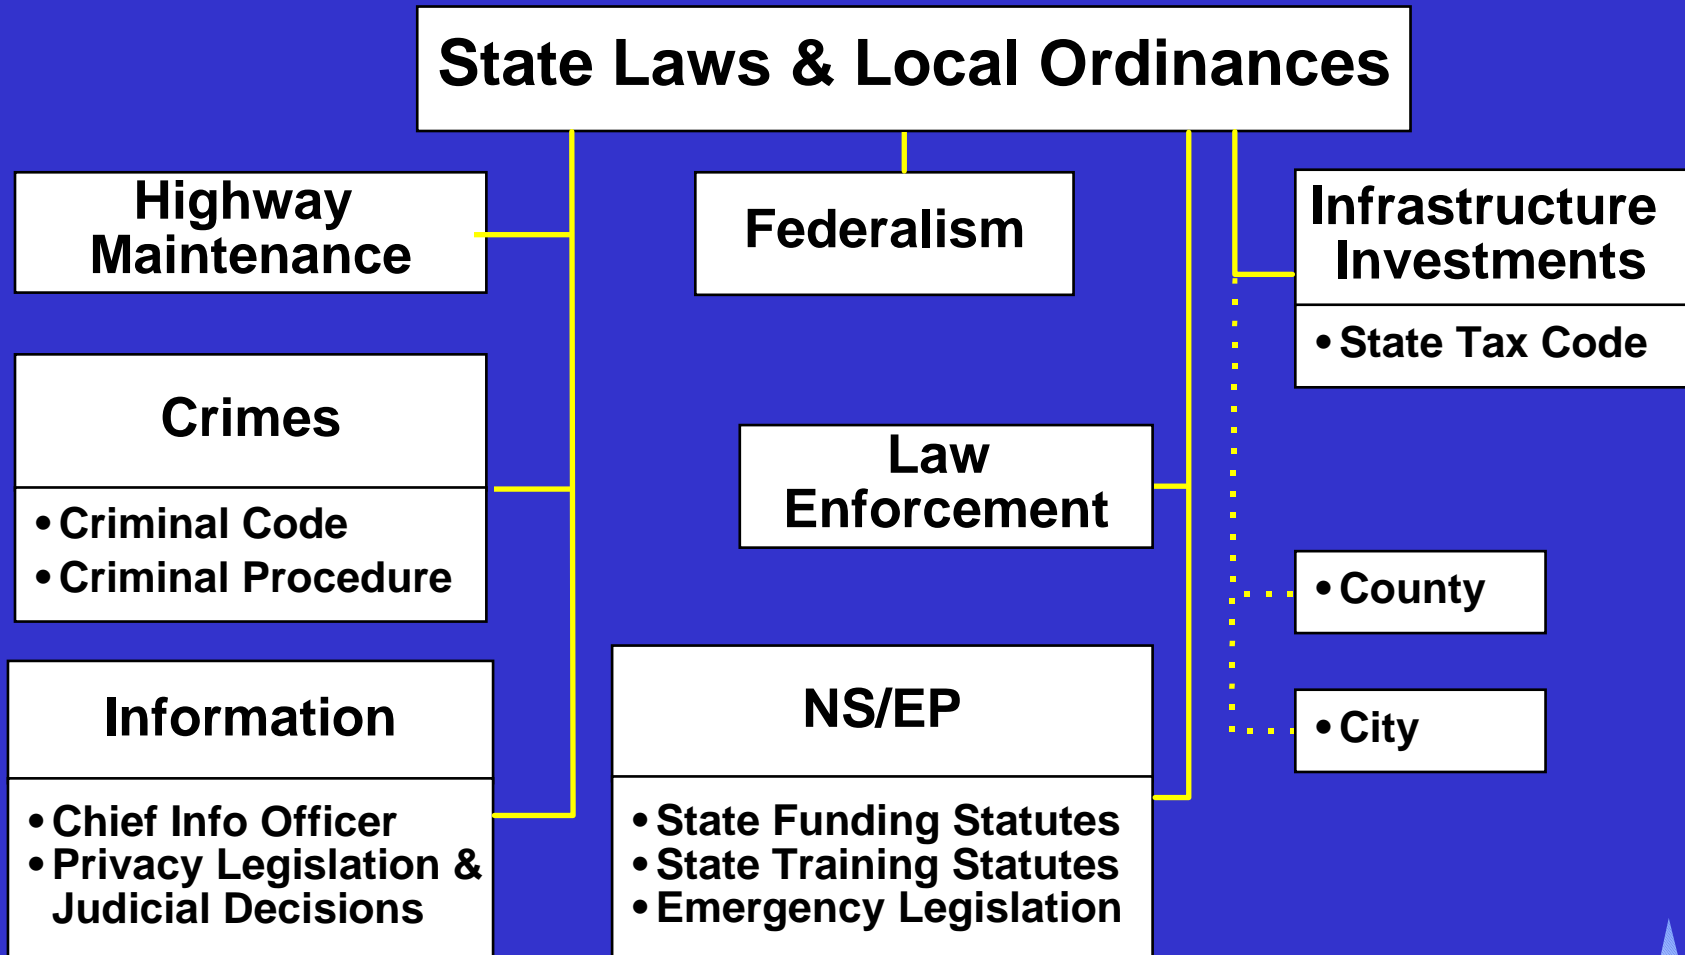 State Laws & Local Ordinances
Highway
Maintenance
Federalism
Infrastructure
Investments
• State Tax Code
Crimes
• Criminal Code
• Criminal Procedure
Law
Enforcement
• County
Information
• Chief Info Officer
• Privacy Legislation &
Judicial Decisions
NS/EP
• State Funding Statutes
• State Training Statutes
• Emergency Legislation
• City